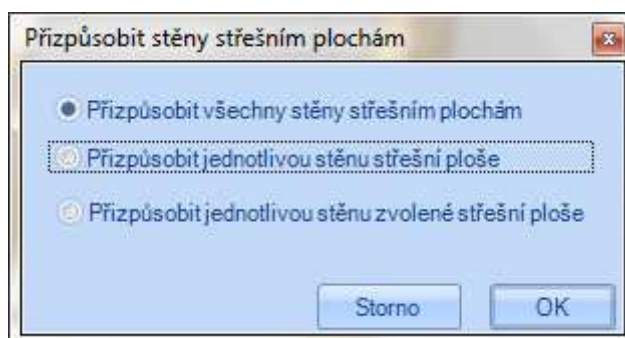 Přizpůsobit stěny střešním plochám
Přizpůsobit všechny stěny střešním plochám
Přizpůsobit jednotlivou stěnu střešní ploše
Přizpůsobit jednotlivou stěnu zvolené střešní ploše
Storno
OK